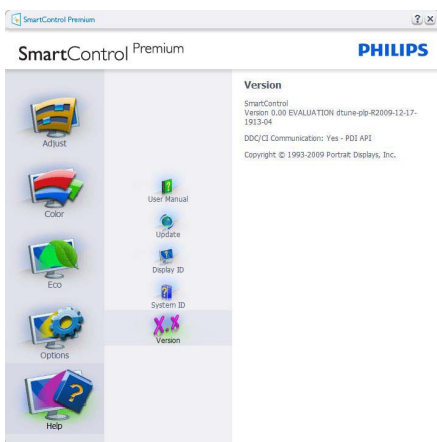 SmartControl Premium
SmartControl Premium
PHILIPS
Adjust
Color
Eco
Options
Help
User Manual
Update
Display ID
System ID
X.X
Version
Version
SmartControl
Version 0.00 EVALUATION dtune-plp-R2009-12-17-
1913-04
DDC/CI Communication: Yes - PDI API
Copyright © 1993-2009 Portrait Displays, Inc.